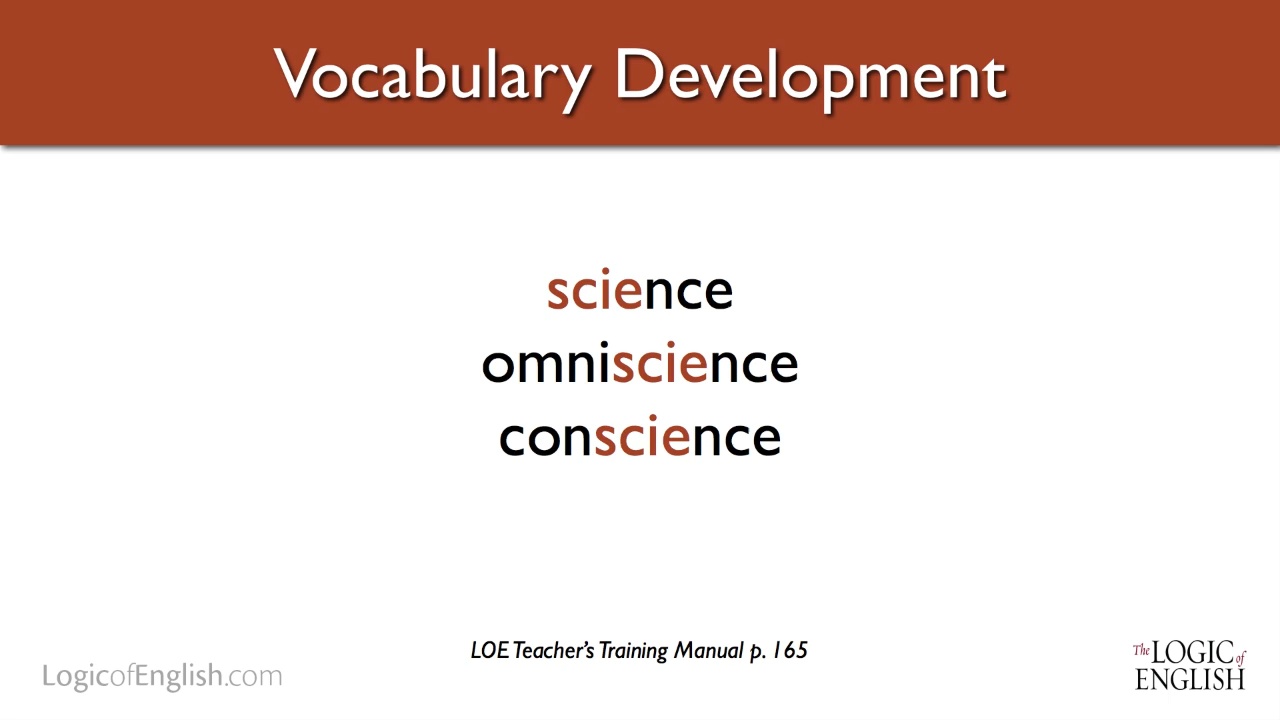 Vocabulary Development
science
omniscience
conscience
LOE Teacher's Training Manual p. 165
LogicofEnglish.com
The LOGIC of
ENGLISH